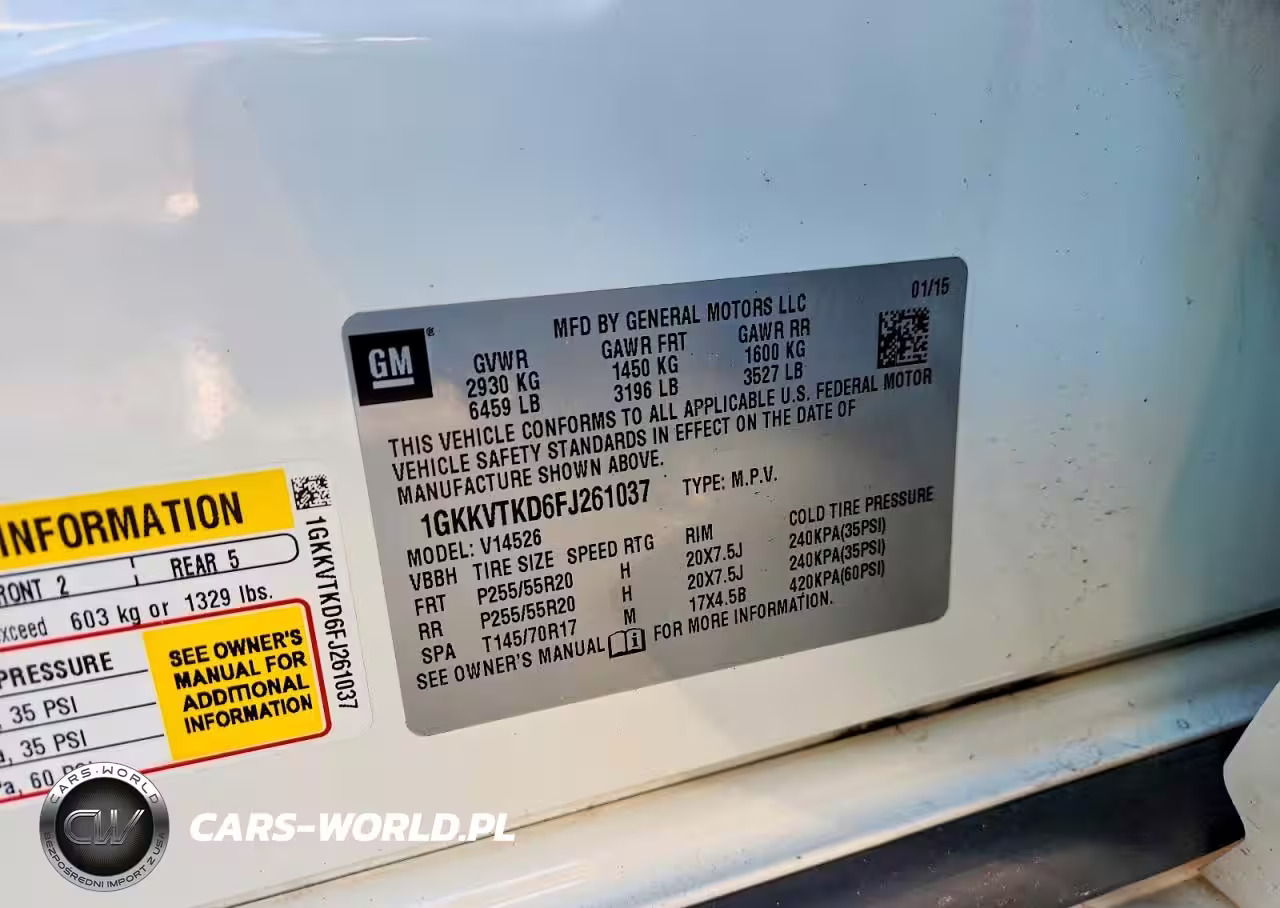 01/15
MFD BY GENERAL MOTORS LLC
GM®
GVWR GAWR FRT GAWR RR
2930 KG 1450 KG 1600 KG
6459 LB 3196 LB 3527 LB
THIS VEHICLE CONFORMS TO ALL APPLICABLE U.S. FEDERAL MOTOR
VEHICLE SAFETY STANDARDS IN EFFECT ON THE DATE OF
MANUFACTURE SHOWN ABOVE.
1GKKVTKD6FJ261037 TYPE: M.P.V.
MODEL: V14526
VBBH TIRE SIZE SPEED RTG RIM COLD TIRE PRESSURE
FRT P255/55R20 H 20X7.5J 240KPA(35PSI)
RR P255/55R20 H 20X7.5J 240KPA(35PSI)
SPA T145/70R17 M 17X4.5B 420KPA(60PSI)
SEE OWNER'S MANUAL i FOR MORE INFORMATION.
INFORMATION
RONT 2 REAR 5
xceed 603 kg or 1329 lbs.
PRESSURE
, 35 PSI
, 35 PSI
Pa, 60 PSI
SEE OWNER'S
MANUAL FOR
ADDITIONAL
INFORMATION
1GKKVTKD6FJ261037
CARS-WORLD
CW
BEZPOŚREDNI IMPORT Z USA
CARS-WORLD.PL